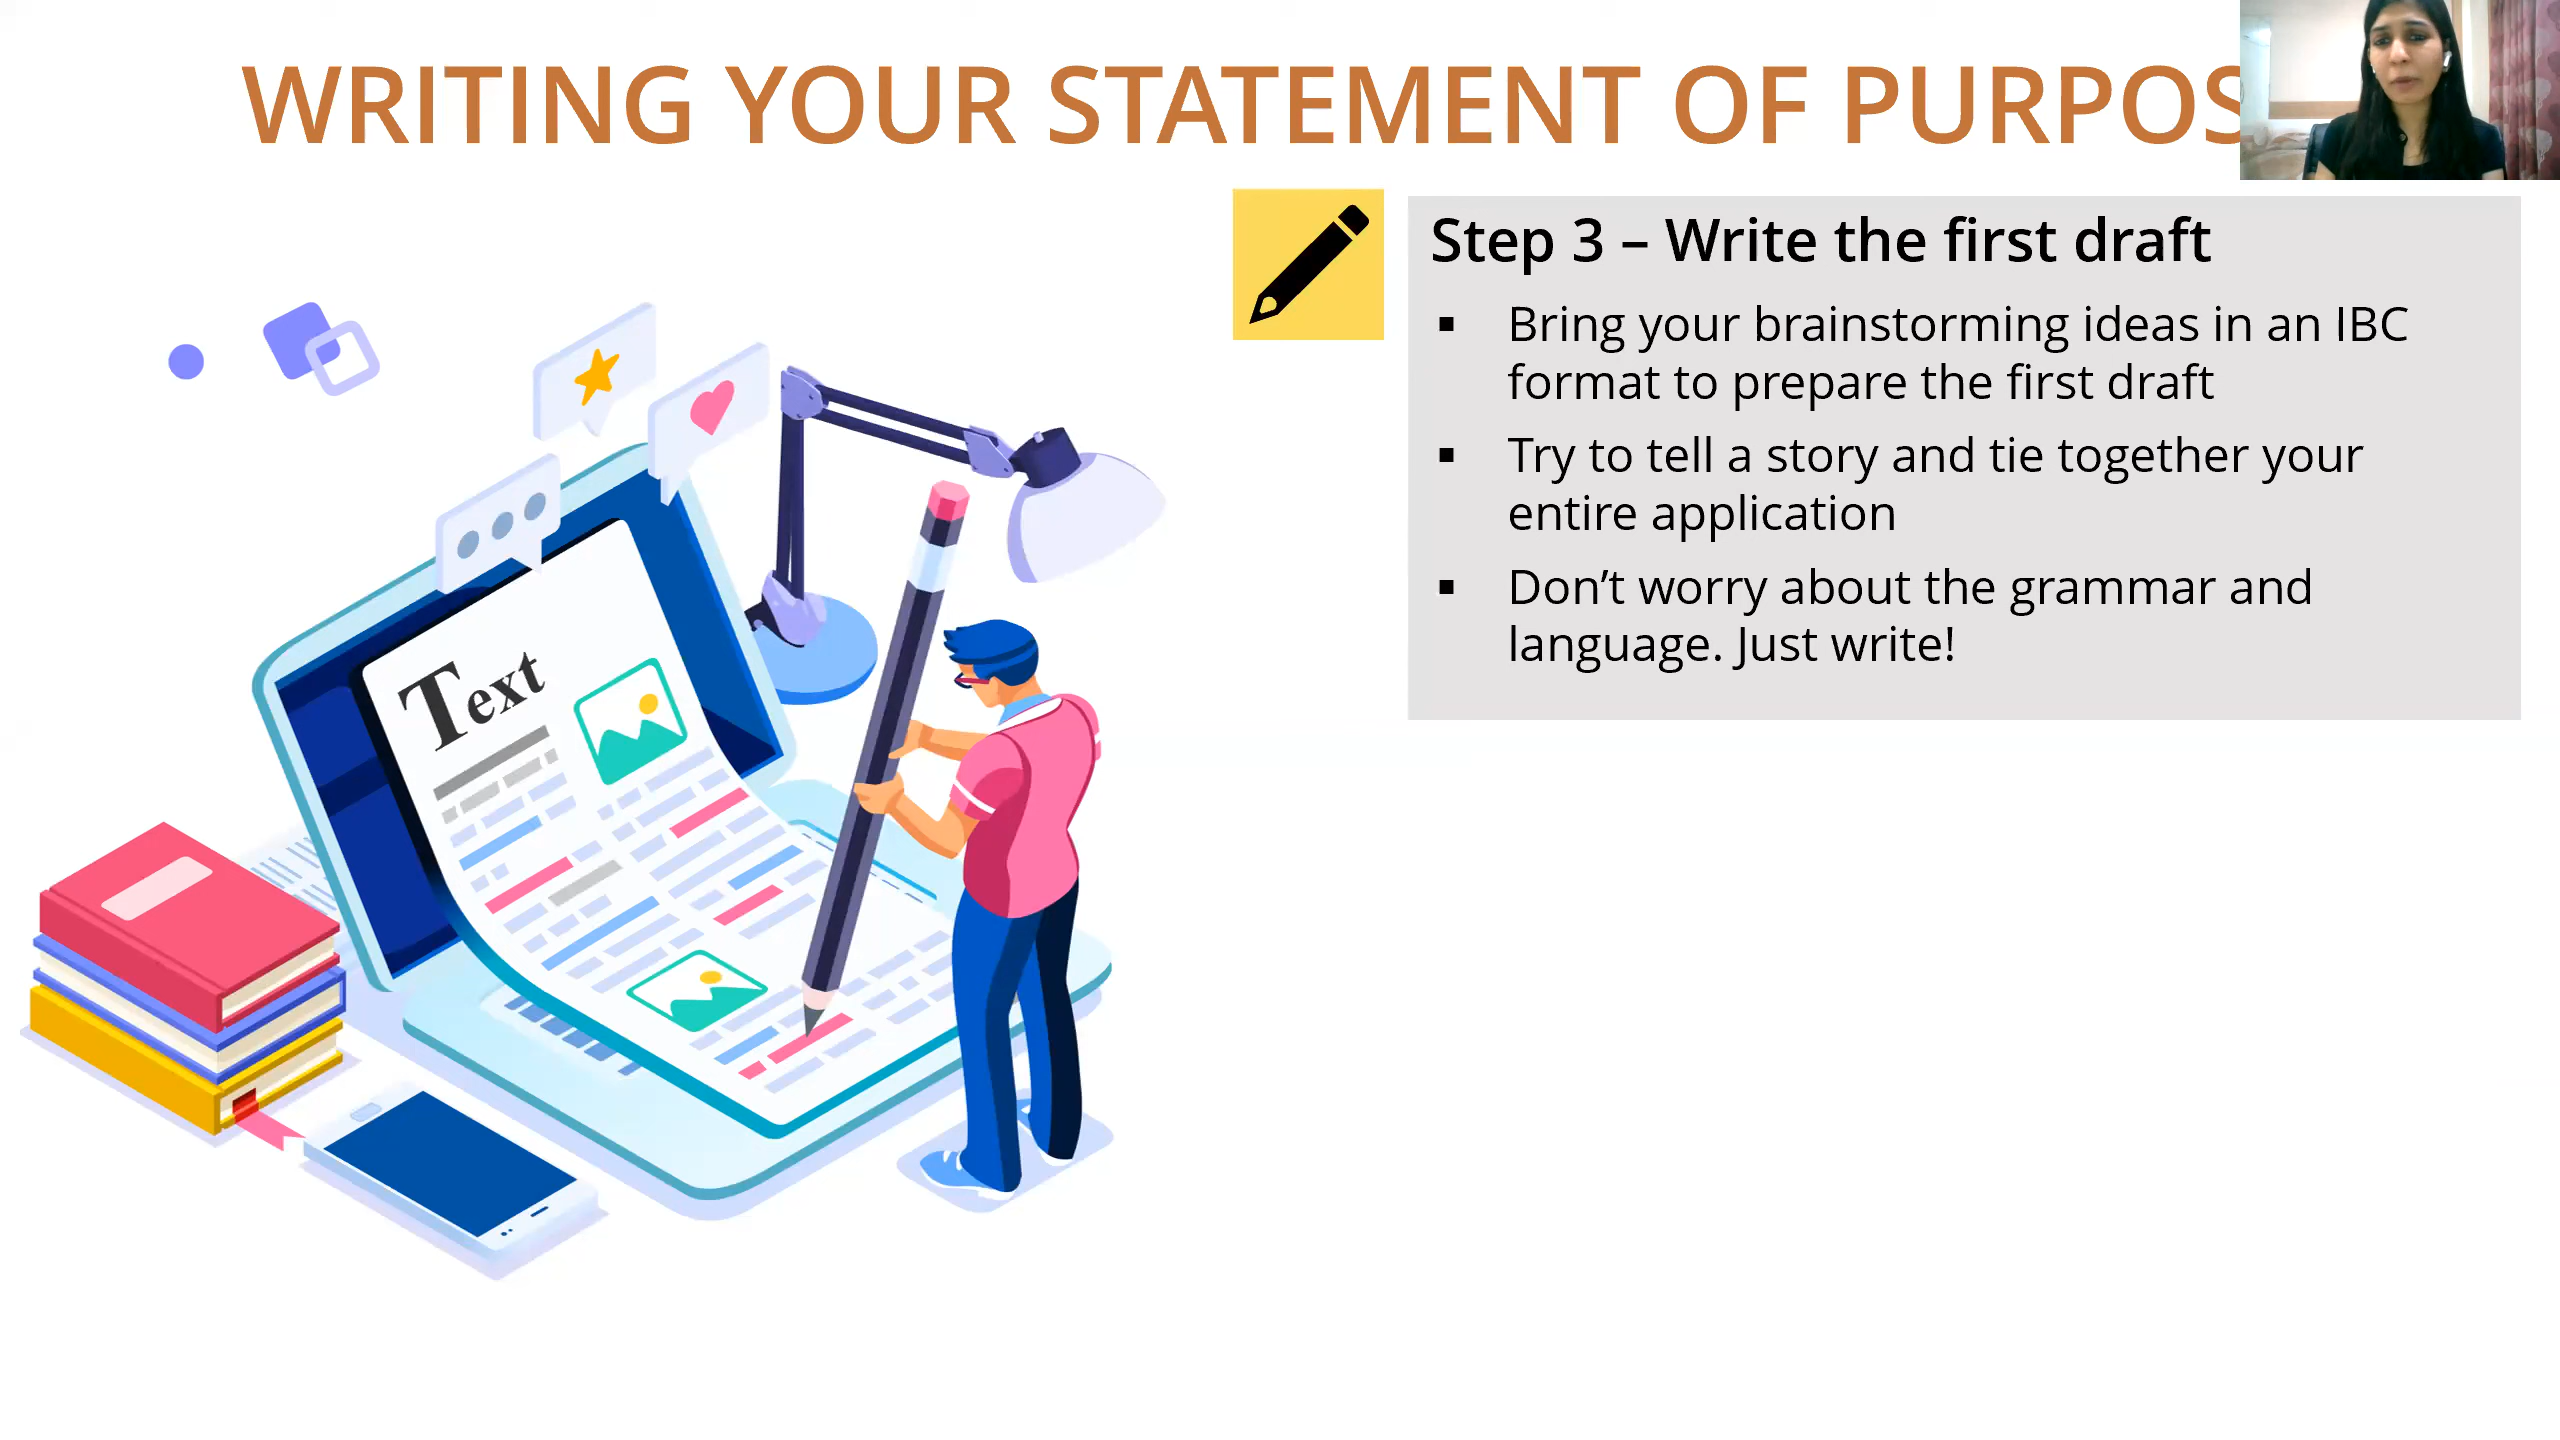 WRITING YOUR STATEMENT OF PURPOS
Step 3 – Write the first draft
▪ Bring your brainstorming ideas in an IBC
format to prepare the first draft
▪ Try to tell a story and tie together your
entire application
▪ Don’t worry about the grammar and
language. Just write!
Text